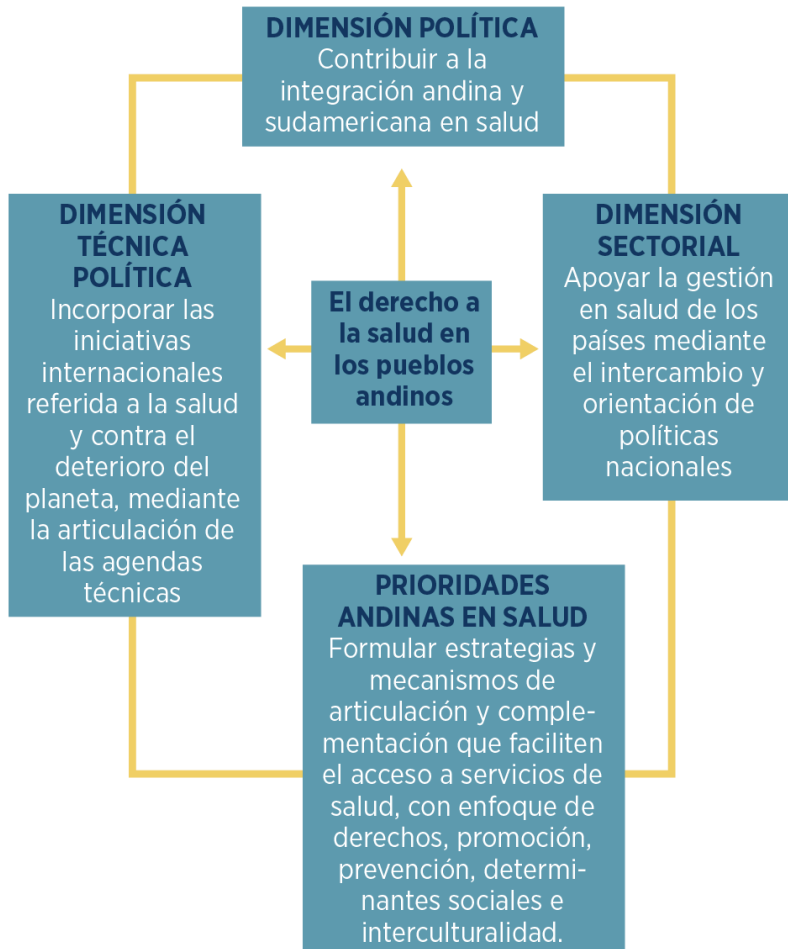 DIMENSIÓN POLÍTICA
Contribuir a la
integración andina y
sudamericana en salud
DIMENSIÓN
TÉCNICA
POLÍTICA
Incorporar las
iniciativas
internacionales
referida a la salud
y contra el
deterioro del
planeta, mediante
la articulación de
las agendas
técnicas
El derecho a
la salud en
los pueblos
andinos
DIMENSIÓN
SECTORIAL
Apoyar la gestión
en salud de los
países mediante
el intercambio y
orientación de
políticas
nacionales
PRIORIDADES
ANDINAS EN SALUD
Formular estrategias y
mecanismos de
articulación y comple-
mentación que faciliten
el acceso a servicios de
salud, con enfoque de
derechos, promoción,
prevención, determi-
nantes sociales e
interculturalidad.